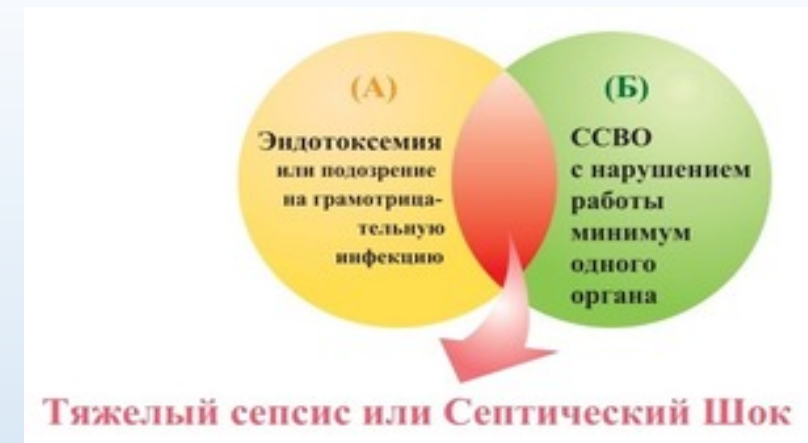 (А)
Эндотоксемия
или подозрение
на грамотрица-
тельную
инфекцию
(Б)
ССВО
с нарушением
работы
минимум
одного
органа
Тяжелый сепсис или Септический Шок